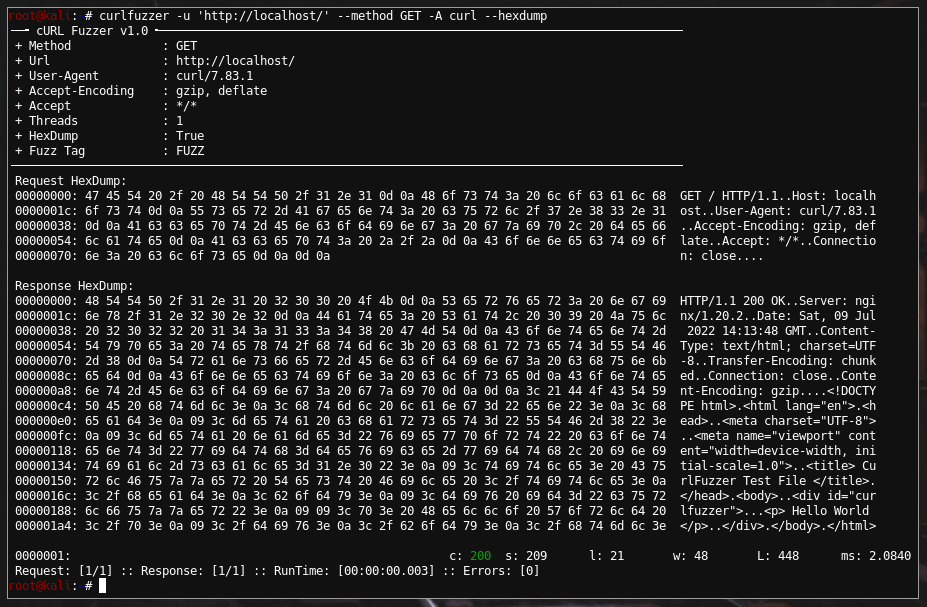 root@kali: # curlfuzzer -u 'http://localhost/' --method GET -A curl --hexdump
cURL Fuzzer v1.0
+ Method : GET
+ Url : http://localhost/
+ User-Agent : curl/7.83.1
+ Accept-Encoding : gzip, deflate
+ Accept : */*
+ Threads : 1
+ HexDump : True
+ Fuzz Tag : FUZZ
Request HexDump:
00000000: 47 45 54 20 2f 20 48 54 54 50 2f 31 2e 31 0d 0a 48 6f 73 74 3a 20 6c 6f 63 61 6c 68 GET / HTTP/1.1..Host: localh
0000001c: 6f 73 74 0d 0a 55 73 65 72 2d 41 67 65 6e 74 3a 20 63 75 72 6c 2f 37 2e 38 33 2e 31 ost..User-Agent: curl/7.83.1
00000038: 0d 0a 41 63 63 65 70 74 2d 45 6e 63 6f 64 69 6e 67 3a 20 67 7a 69 70 2c 20 64 65 66 ..Accept-Encoding: gzip, def
00000054: 6c 61 74 65 0d 0a 41 63 63 65 70 74 3a 20 2a 2f 2a 0d 0a 43 6f 6e 6e 65 63 74 69 6f late..Accept: */*..Connectio
00000070: 6e 3a 20 63 6c 6f 73 65 0d 0a 0d 0a n: close....
Response HexDump:
00000000: 48 54 54 50 2f 31 2e 31 20 32 30 30 20 4f 4b 0d 0a 53 65 72 76 65 72 3a 20 6e 67 69 HTTP/1.1 200 OK..Server: ngi
0000001c: 6e 78 2f 31 2e 32 30 2e 32 0d 0a 44 61 74 65 3a 20 53 61 74 2c 20 30 39 20 4a 75 6c nx/1.20.2..Date: Sat, 09 Jul
00000038: 20 32 30 32 32 20 31 34 3a 31 33 3a 34 38 20 47 4d 54 0d 0a 43 6f 6e 74 65 6e 74 2d  2022 14:13:48 GMT..Content-
00000054: 54 79 70 65 3a 20 74 65 78 74 2f 68 74 6d 6c 3b 20 63 68 61 72 73 65 74 3d 55 54 46 Type: text/html; charset=UTF
00000070: 2d 38 0d 0a 54 72 61 6e 73 66 65 72 2d 45 6e 63 6f 64 69 6e 67 3a 20 63 68 75 6e 6b -8..Transfer-Encoding: chunk
0000008c: 65 64 0d 0a 43 6f 6e 6e 65 63 74 69 6f 6e 3a 20 63 6c 6f 73 65 0d 0a 43 6f 6e 74 65 ed..Connection: close..Conte
000000a8: 6e 74 2d 45 6e 63 6f 64 69 6e 67 3a 20 67 7a 69 70 0d 0a 0d 0a 3c 21 44 4f 43 54 59 nt-Encoding: gzip....<!DOCTY
000000c4: 50 45 20 68 74 6d 6c 3e 0a 3c 68 74 6d 6c 20 6c 61 6e 67 3d 22 65 6e 22 3e 0a 3c 68 PE html>.<html lang="en">.<h
000000e0: 65 61 64 3e 0a 09 3c 6d 65 74 61 20 63 68 61 72 73 65 74 3d 22 55 54 46 2d 38 22 3e ead>..<meta charset="UTF-8">
000000fc: 0a 09 3c 6d 65 74 61 20 6e 61 6d 65 3d 22 76 69 65 77 70 6f 72 74 22 20 63 6f 6e 74 ..<meta name="viewport" cont
00000118: 65 6e 74 3d 22 77 69 64 74 68 3d 64 65 76 69 63 65 2d 77 69 64 74 68 2c 20 69 6e 69 ent="width=device-width, ini
00000134: 74 69 61 6c 2d 73 63 61 6c 65 3d 31 2e 30 22 3e 0a 09 3c 74 69 74 6c 65 3e 20 43 75 tial-scale=1.0">..<title> Cu
00000150: 72 6c 46 75 7a 7a 65 72 20 54 65 73 74 20 46 69 6c 65 20 3c 2f 74 69 74 6c 65 3e 0a rlFuzzer Test File </title>.
0000016c: 3c 2f 68 65 61 64 3e 0a 3c 62 6f 64 79 3e 0a 09 3c 64 69 76 20 69 64 3d 22 63 75 72 </head>.<body>..<div id="cur
00000188: 6c 66 75 7a 7a 65 72 22 3e 0a 09 09 3c 70 3e 20 48 65 6c 6c 6f 20 57 6f 72 6c 64 20 lfuzzer">...<p> Hello World
000001a4: 3c 2f 70 3e 0a 09 3c 2f 64 69 76 3e 0a 3c 2f 62 6f 64 79 3e 0a 3c 2f 68 74 6d 6c 3e </p>..</div>.</body>.</html>
0000001: c: 200 s: 209 l: 21 w: 48 L: 448 ms: 2.0840
Request: [1/1] :: Response: [1/1] :: RunTime: [00:00:00.003] :: Errors: [0]
root@kali: #